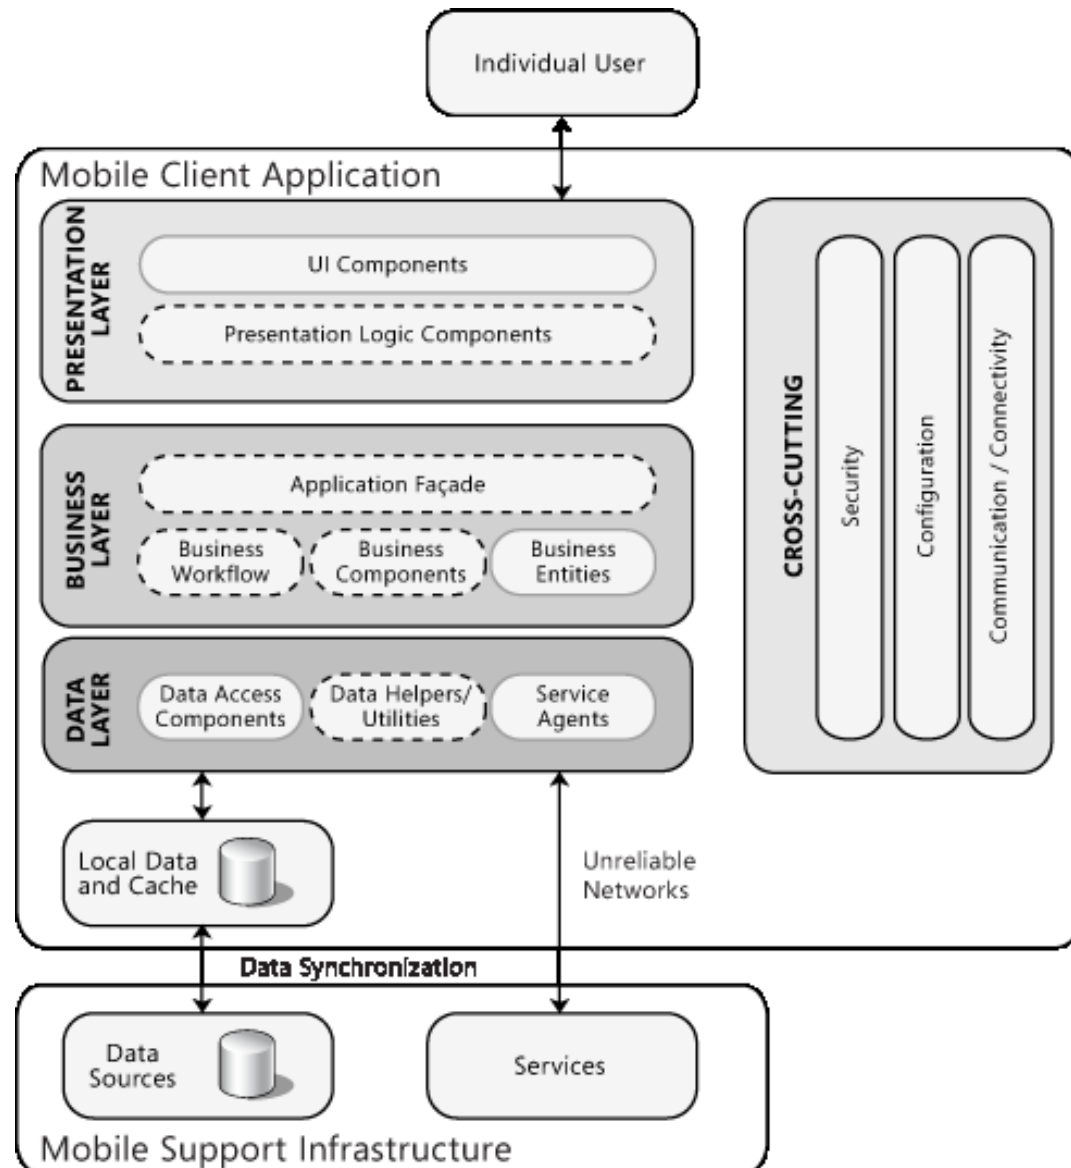 Individual User
Mobile Client Application
PRESENTATION
LAYER
UI Components
Presentation Logic Components
BUSINESS
LAYER
Application Façade
Business
Workflow
Business
Components
Business
Entities
DATA
LAYER
Data Access
Components
Data Helpers/
Utilities
Service
Agents
CROSS-CUTTING
Security
Configuration
Communication / Connectivity
Local Data
and Cache
Unreliable
Networks
Data Synchronization
Data
Sources
Services
Mobile Support Infrastructure